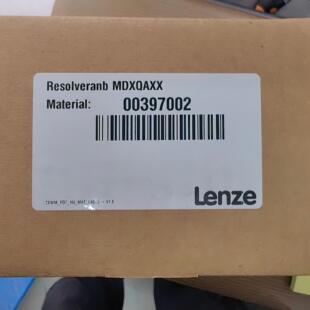 Resolveranb MDXQAXX
Material: 00397002
Lenze